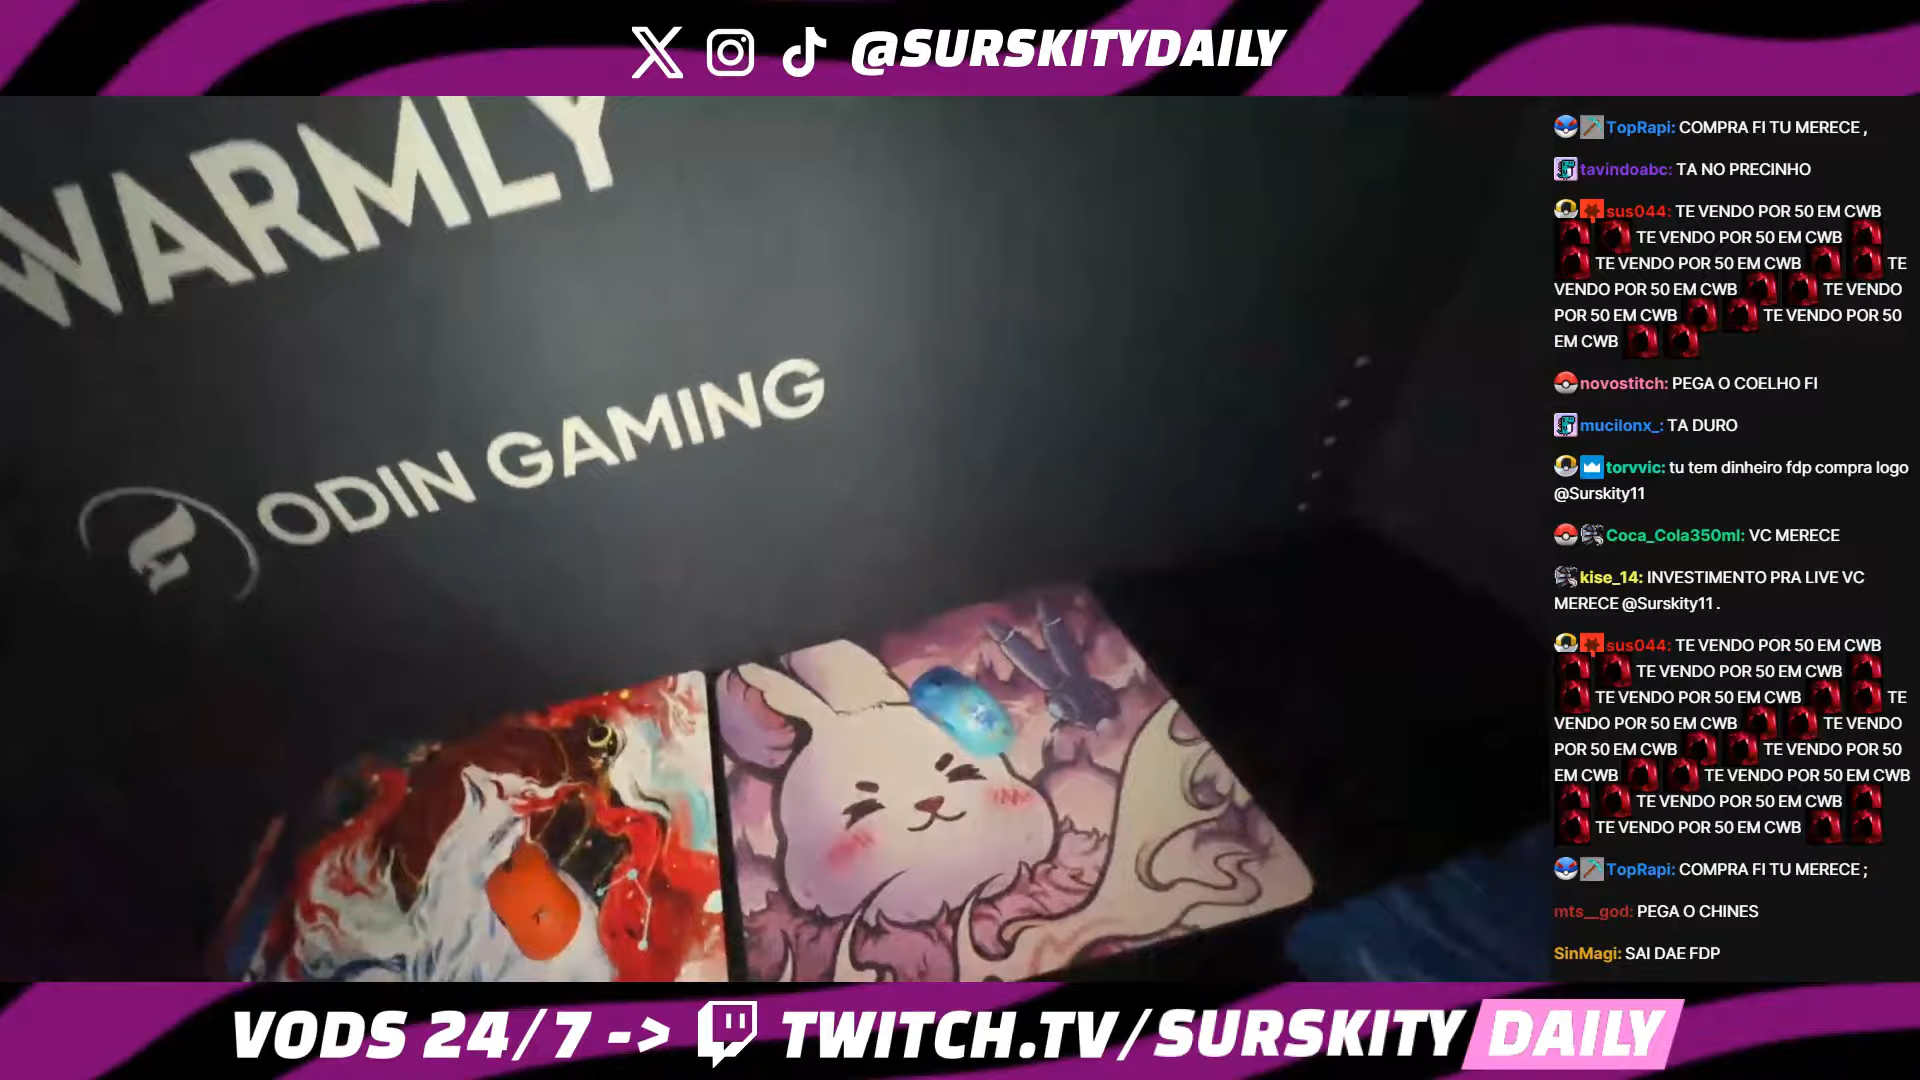 @SURSKITYDAILY
WARMLY
ODIN GAMING
TopRapi: COMPRA FI TU MERECE ,
tavindoabc: TA NO PRECINHO
sus044: TE VENDO POR 50 EM CWB
TE VENDO POR 50 EM CWB
TE VENDO POR 50 EM CWB TE
VENDO POR 50 EM CWB TE VENDO
POR 50 EM CWB TE VENDO POR 50
EM CWB
novostitch: PEGA O COELHO FI
mucilonx_: TA DURO
torvvic: tu tem dinheiro fdp compra logo
@Surskity11
Coca_Cola350ml: VC MERECE
kise_14: INVESTIMENTO PRA LIVE VC
MERECE @Surskity11 .
sus044: TE VENDO POR 50 EM CWB
TE VENDO POR 50 EM CWB
TE VENDO POR 50 EM CWB TE
VENDO POR 50 EM CWB TE VENDO
POR 50 EM CWB TE VENDO POR 50
EM CWB TE VENDO POR 50 EM CWB
TE VENDO POR 50 EM CWB
TE VENDO POR 50 EM CWB
TopRapi: COMPRA FI TU MERECE ;
mts__god: PEGA O CHINES
SinMagi: SAI DAE FDP
VODS 24/7 -> TWITCH.TV/SURSKITY DAILY